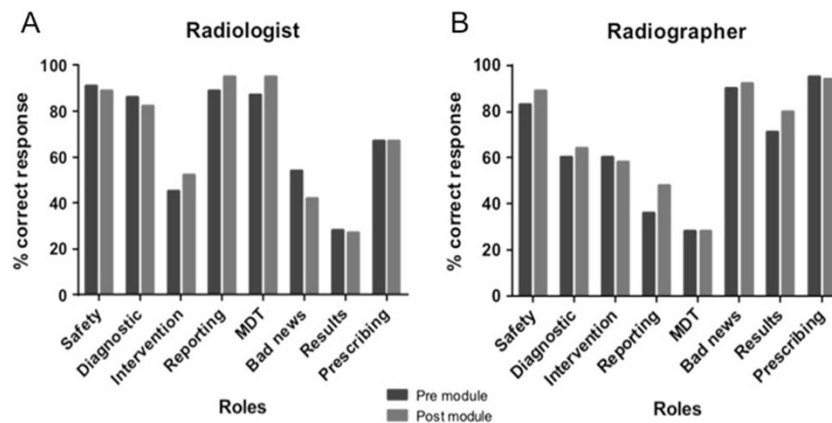 A
Radiologist
% correct response
100
80
60
40
20
0
Safety
Diagnostic
Intervention
Reporting
MDT
Bad news
Results
Prescribing
Roles
B
Radiographer
% correct response
100
80
60
40
20
0
Safety
Diagnostic
Intervention
Reporting
MDT
Bad news
Results
Prescribing
Roles
Pre module
Post module